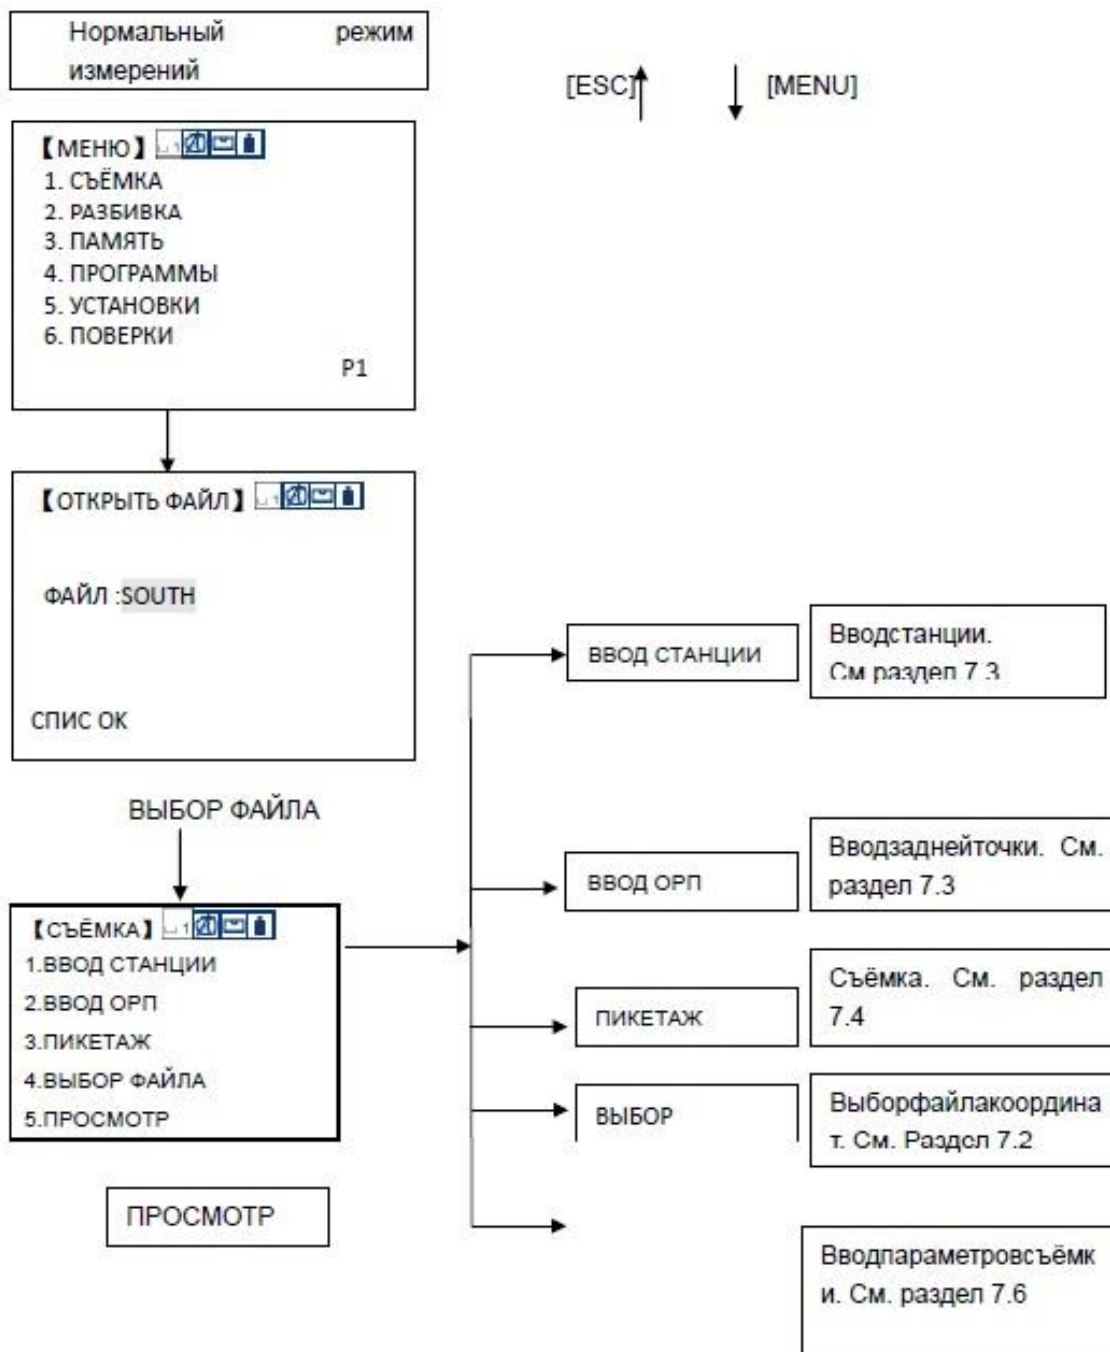 Нормальный режим
измерений
[ESC] [MENU]
【МЕНЮ】
1. СЪЁМКА
2. РАЗБИВКА
3. ПАМЯТЬ
4. ПРОГРАММЫ
5. УСТАНОВКИ
6. ПОВЕРКИ
P1
【ОТКРЫТЬ ФАЙЛ】
ФАЙЛ :SOUTH
СПИС ОК
ВЫБОР ФАЙЛА
【СЪЁМКА】
1.ВВОД СТАНЦИИ
2.ВВОД ОРП
3.ПИКЕТАЖ
4.ВЫБОР ФАЙЛА
5.ПРОСМОТР
ПРОСМОТР
ВВОД СТАНЦИИ
Вводстанции.
См раздел 7.3
ВВОД ОРП
Вводзаднейточки. См.
раздел 7.3
ПИКЕТАЖ
Съёмка. См. раздел
7.4
ВЫБОР
Выборфайлакоордина
т. См. Раздел 7.2
Вводпараметровсъёмк
и. См. раздел 7.6